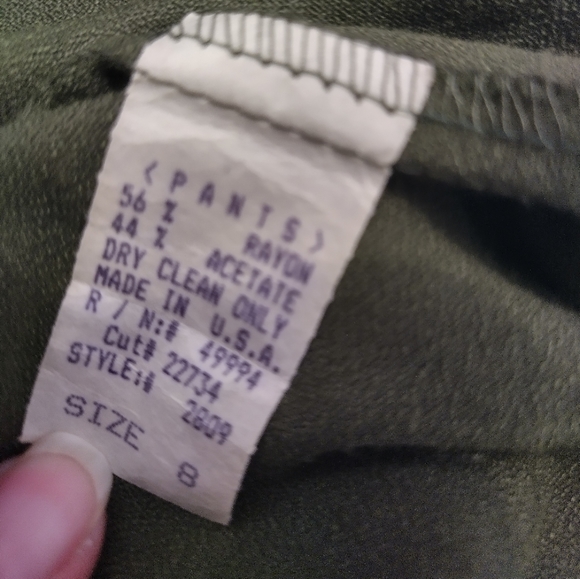 < P A N T S >
56 % RAYON
44 % ACETATE
DRY CLEAN ONLY
MADE IN U.S.A.
R / N:# 49994
Cut# 22734
STYLE:# 2809
SIZE 8